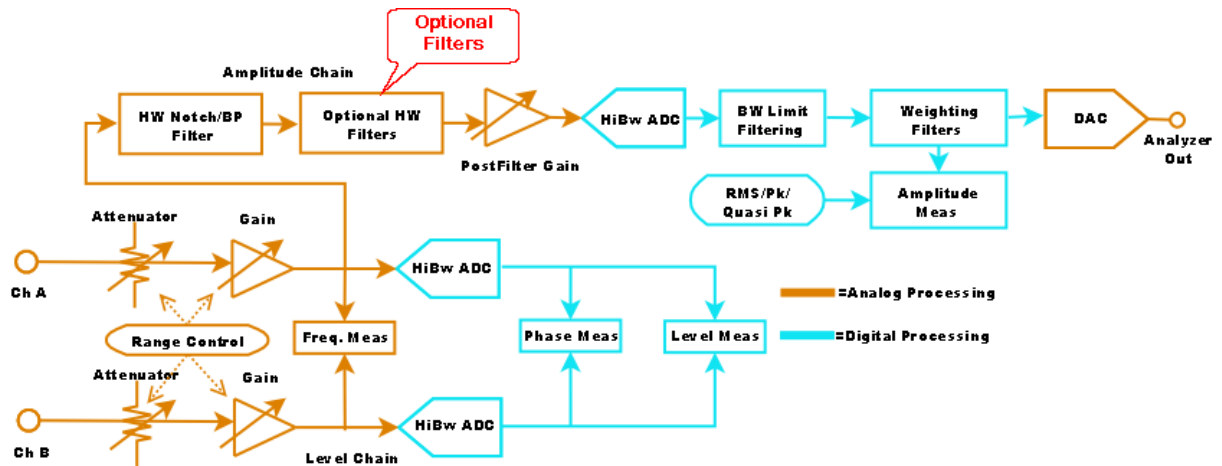 Optional
Filters
Amplitude Chain
HW Notch/BP
Filter
Optional HW
Filters
PostFilter Gain
HiBw ADC
BW Limit
Filtering
Weighting
Filters
DAC
Analyzer
Out
RMS/Pk/
Quasi Pk
Amplitude
Meas
Attenuator
Gain
HiBw ADC
Ch A
=Analog Processing
Range Control
Freq. Meas
Phase Meas
Level Meas
=Digital Processing
Attenuator
Gain
HiBw ADC
Ch B
Level Chain